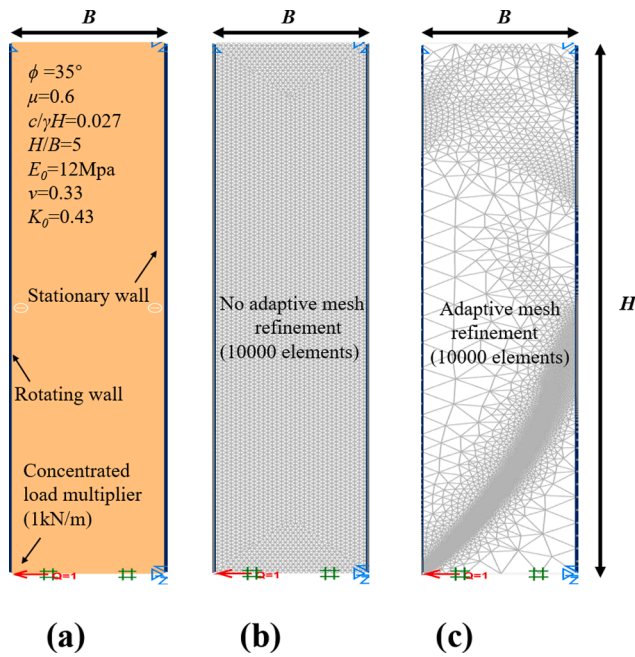 B
B
B
ϕ =35°
μ=0.6
c/γH=0.027
H/B=5
E₀=12Mpa
ν=0.33
K₀=0.43
Stationary wall
Rotating wall
Concentrated
load multiplier
(1kN/m)
No adaptive mesh
refinement
(10000 elements)
Adaptive mesh
refinement
(10000 elements)
H
(a)
(b)
(c)